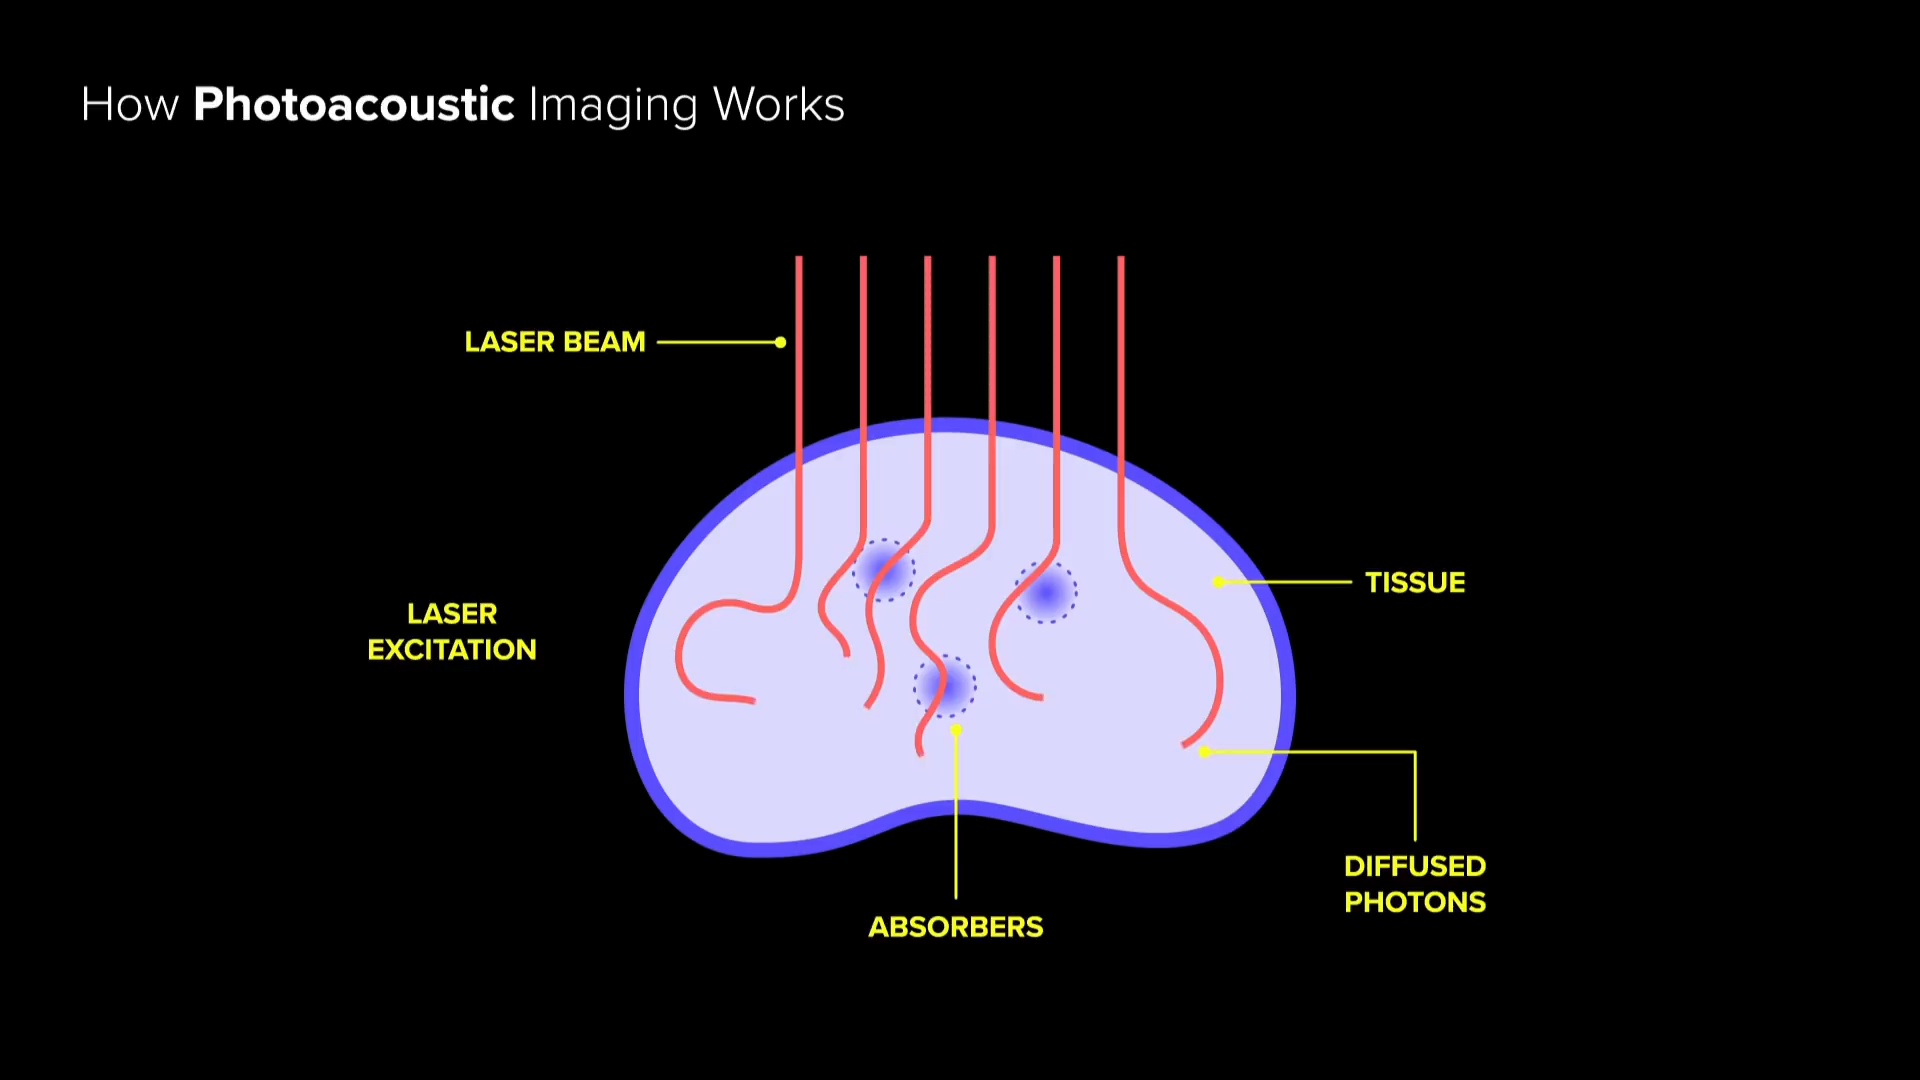 How Photoacoustic Imaging Works
LASER BEAM
TISSUE
LASER
EXCITATION
DIFFUSED
PHOTONS
ABSORBERS